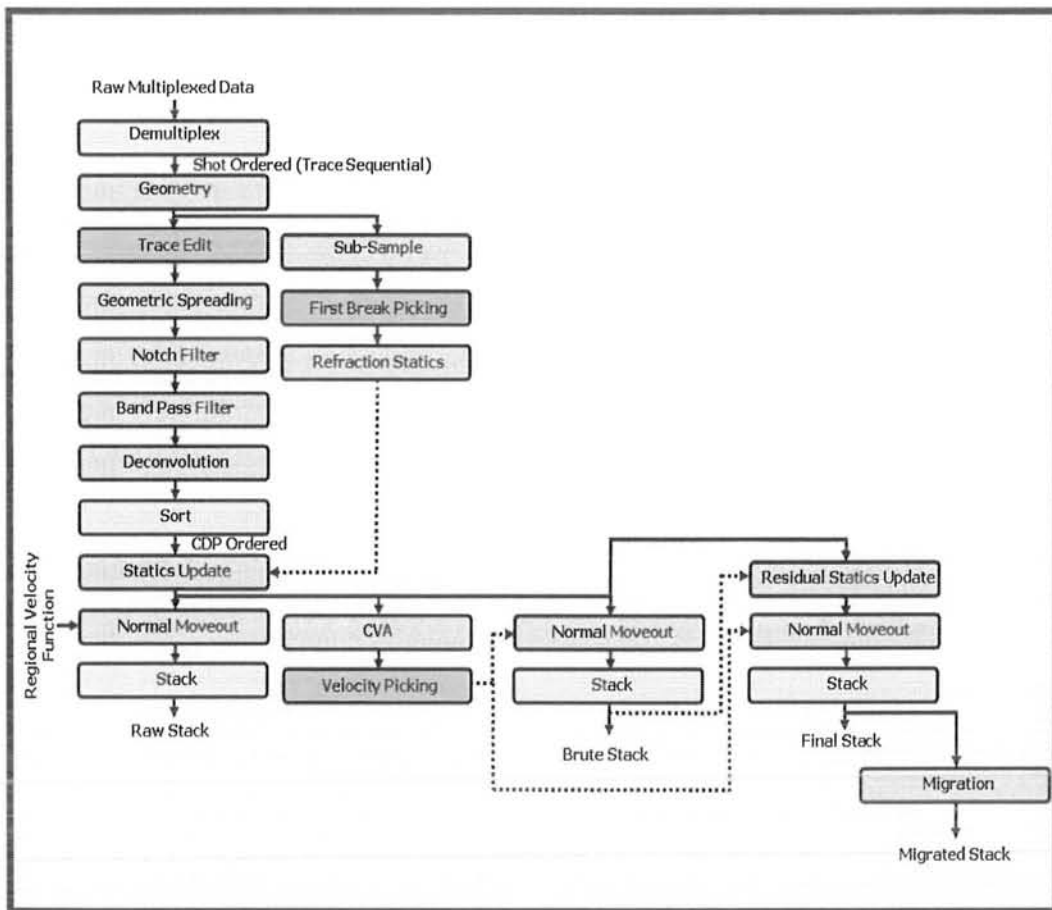 Raw Multiplexed Data
Demultiplex
Shot Ordered (Trace Sequential)
Geometry
Trace Edit
Sub-Sample
Geometric Spreading
First Break Picking
Notch Filter
Refraction Statics
Band Pass Filter
Deconvolution
Sort
CDP Ordered
Statics Update
Residual Statics Update
Regional Velocity
Function
Normal Moveout
CVA
Normal Moveout
Normal Moveout
Stack
Velocity Picking
Stack
Stack
Raw Stack
Brute Stack
Final Stack
Migration
Migrated Stack